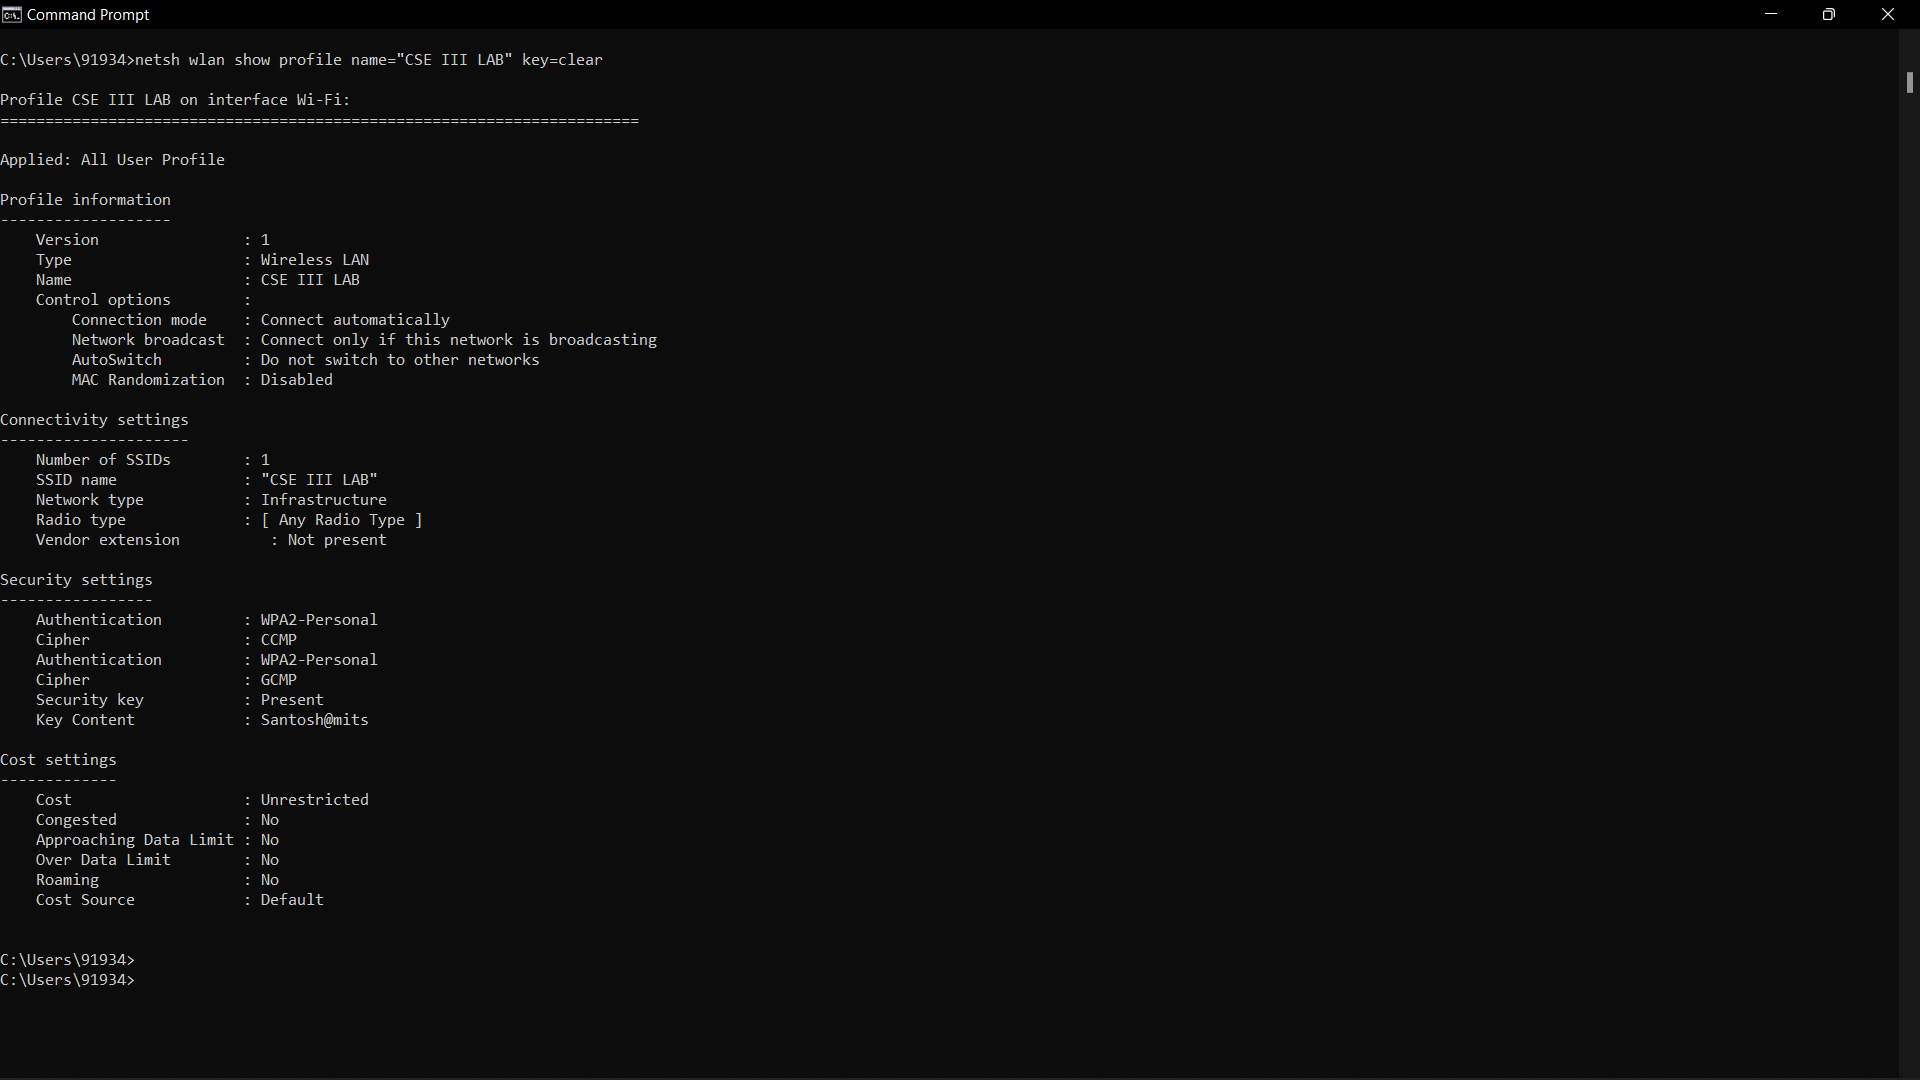 Command Prompt
C:\Users\91934>netsh wlan show profile name="CSE III LAB" key=clear
Profile CSE III LAB on interface Wi-Fi:
=======================================================================
Applied: All User Profile
Profile information
-------------------
    Version                : 1
    Type                   : Wireless LAN
    Name                   : CSE III LAB
    Control options        :
        Connection mode    : Connect automatically
        Network broadcast  : Connect only if this network is broadcasting
        AutoSwitch         : Do not switch to other networks
        MAC Randomization  : Disabled
Connectivity settings
---------------------
    Number of SSIDs        : 1
    SSID name              : "CSE III LAB"
    Network type           : Infrastructure
    Radio type             : [ Any Radio Type ]
    Vendor extension          : Not present
Security settings
-----------------
    Authentication         : WPA2-Personal
    Cipher                 : CCMP
    Authentication         : WPA2-Personal
    Cipher                 : GCMP
    Security key           : Present
    Key Content            : Santosh@mits
Cost settings
-------------
    Cost                   : Unrestricted
    Congested              : No
    Approaching Data Limit : No
    Over Data Limit        : No
    Roaming                : No
    Cost Source            : Default
C:\Users\91934>
C:\Users\91934>